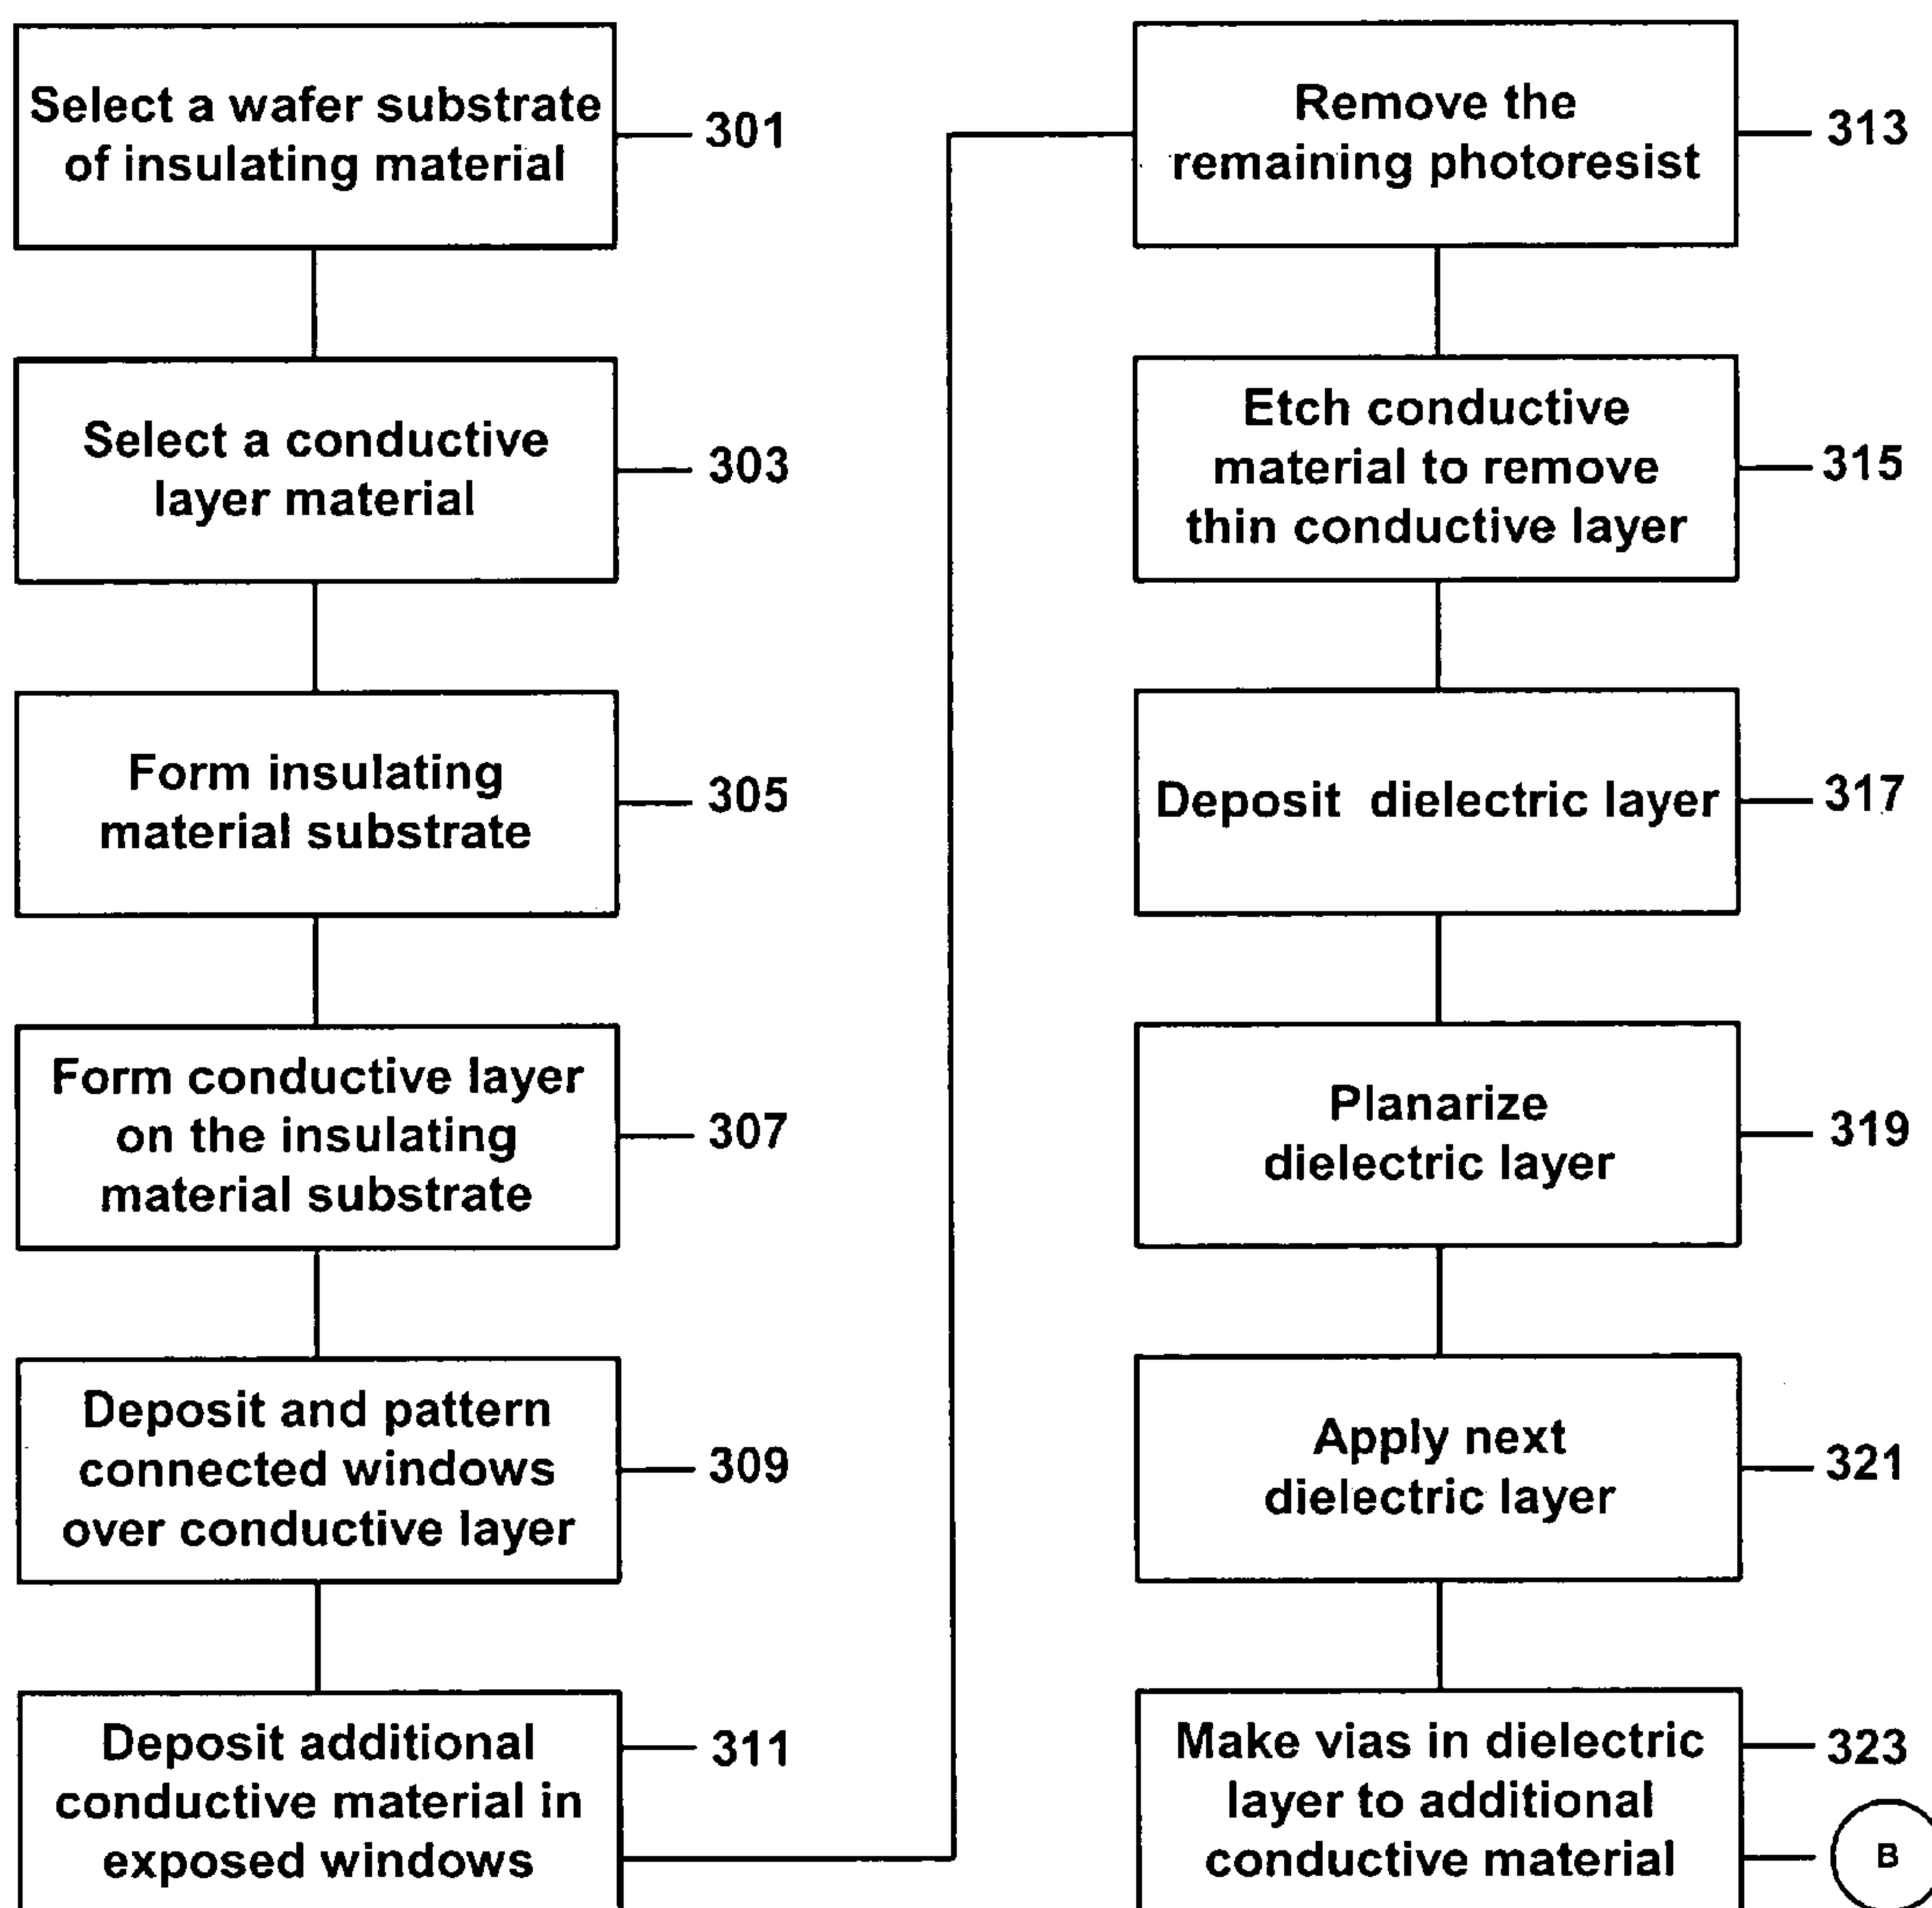 Select a wafer substrate
of insulating material
301
Select a conductive
layer material
303
Form insulating
material substrate
305
Form conductive layer
on the insulating
material substrate
307
Deposit and pattern
connected windows
over conductive layer
309
Deposit additional
conductive material in
exposed windows
311
Remove the
remaining photoresist
313
Etch conductive
material to remove
thin conductive layer
315
Deposit dielectric layer
317
Planarize
dielectric layer
319
Apply next
dielectric layer
321
Make vias in dielectric
layer to additional
conductive material
323
B